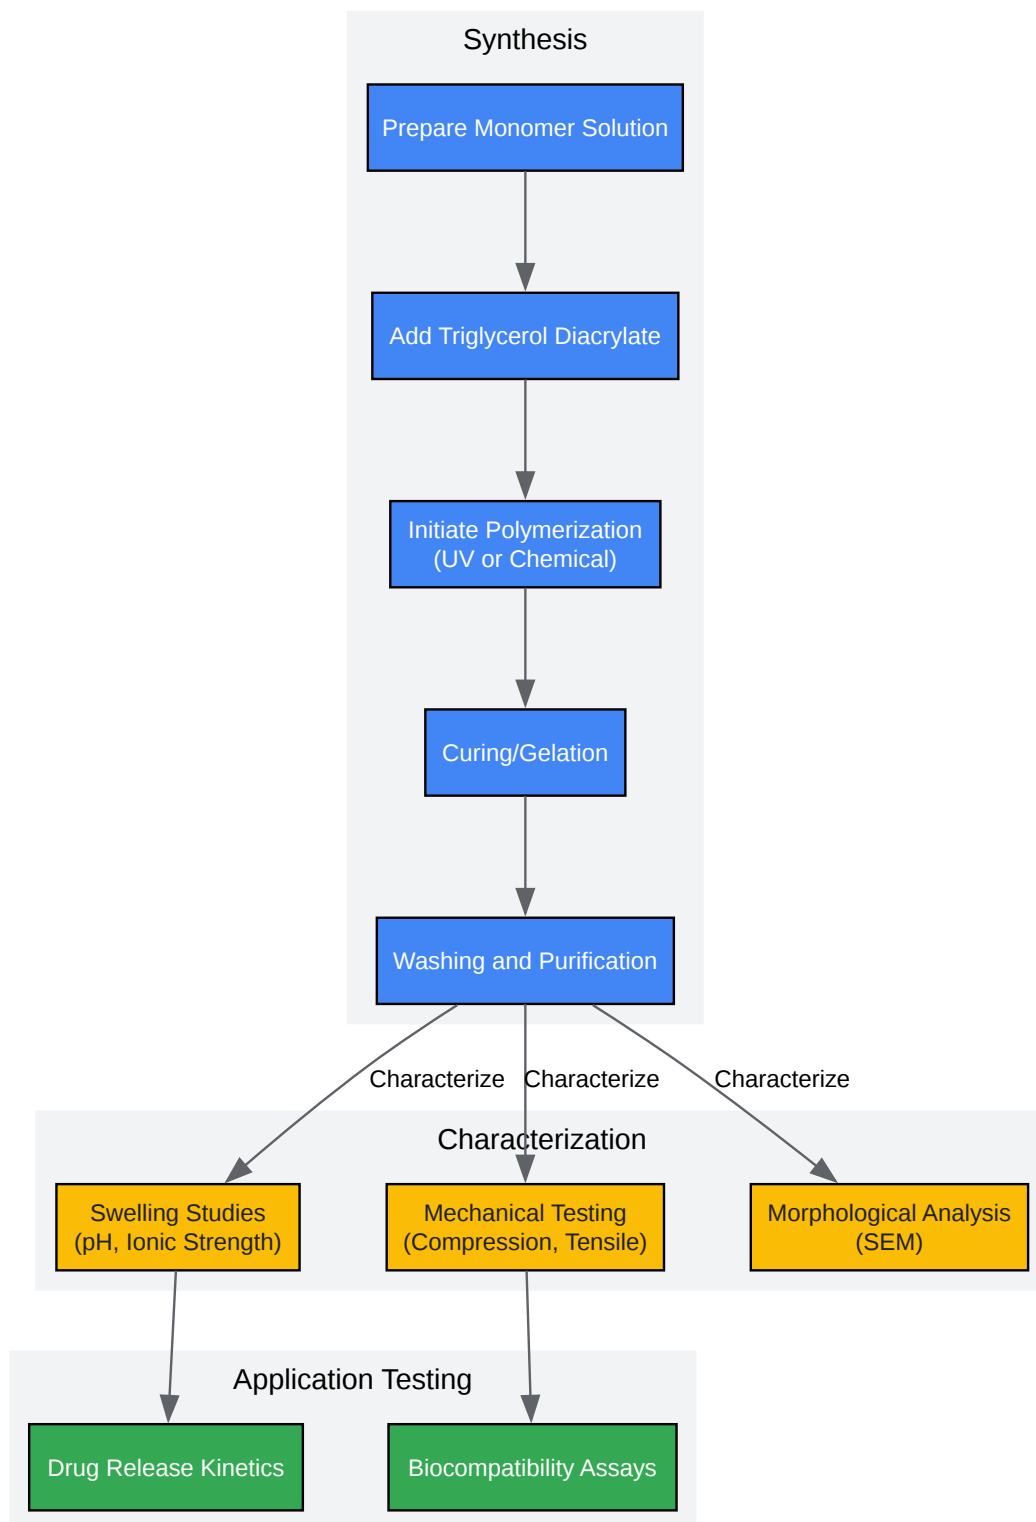 Synthesis
Prepare Monomer Solution
Add Triglycerol Diacrylate
Initiate Polymerization
(UV or Chemical)
Curing/Gelation
Washing and Purification
Characterize
Characterize
Characterize
Characterization
Swelling Studies
(pH, Ionic Strength)
Mechanical Testing
(Compression, Tensile)
Morphological Analysis
(SEM)
Application Testing
Drug Release Kinetics
Biocompatibility Assays